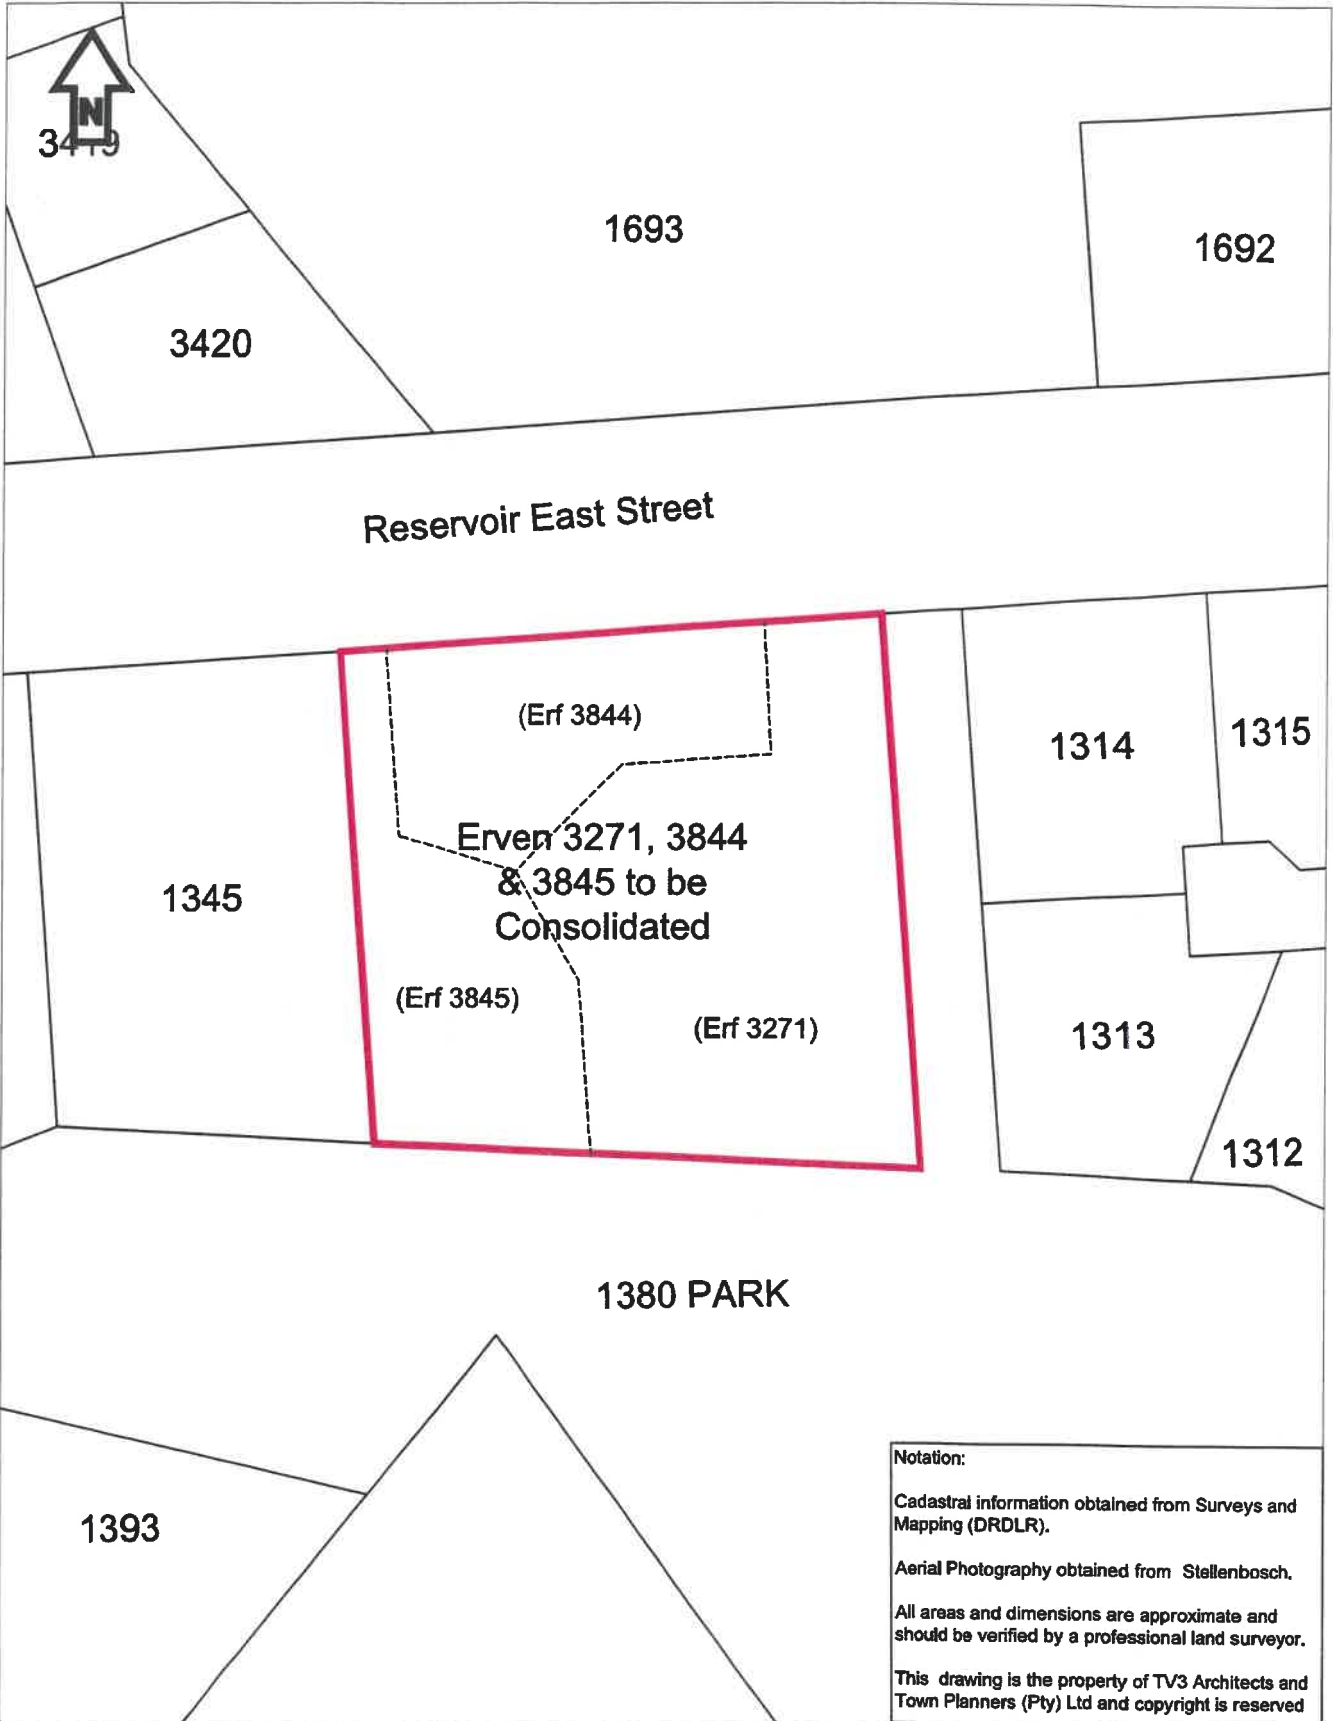 N
3419
1693
1692
3420
Reservoir East Street
(Erf 3844)
1314
1315
Erven 3271, 3844
& 3845 to be
Consolidated
1345
(Erf 3845)
(Erf 3271)
1313
1312
1380 PARK
1393
Notation:
Cadastral information obtained from Surveys and
Mapping (DRDLR).
Aerial Photography obtained from Stellenbosch.
All areas and dimensions are approximate and
should be verified by a professional land surveyor.
This drawing is the property of TV3 Architects and
Town Planners (Pty) Ltd and copyright is reserved